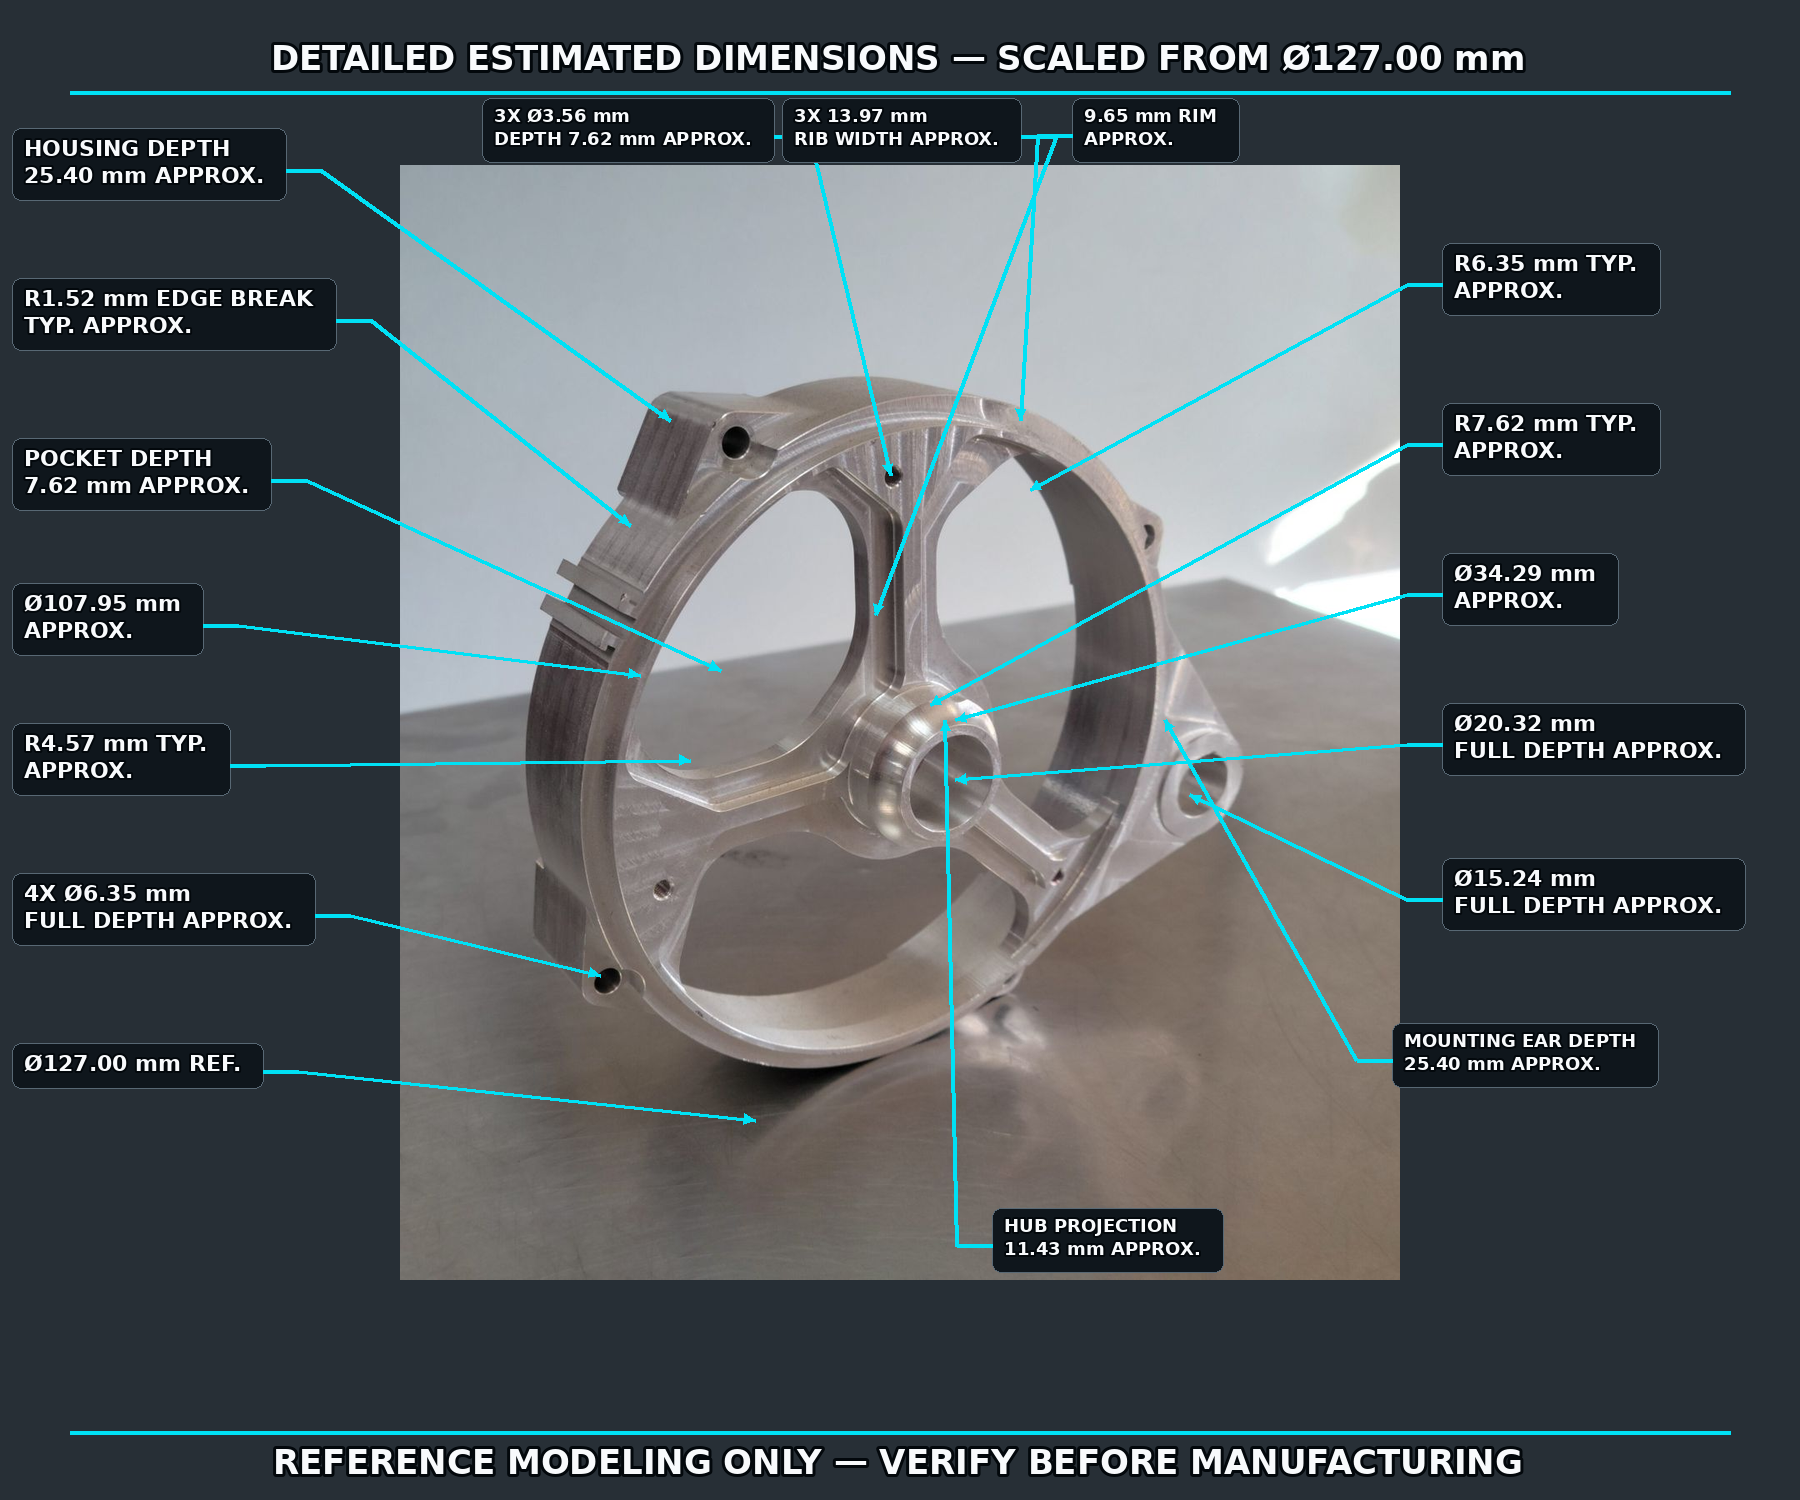 DETAILED ESTIMATED DIMENSIONS — SCALED FROM Ø127.00 mm
3X Ø3.56 mm
DEPTH 7.62 mm APPROX.
3X 13.97 mm
RIB WIDTH APPROX.
9.65 mm RIM
APPROX.
HOUSING DEPTH
25.40 mm APPROX.
R1.52 mm EDGE BREAK
TYP. APPROX.
POCKET DEPTH
7.62 mm APPROX.
Ø107.95 mm
APPROX.
R4.57 mm TYP.
APPROX.
4X Ø6.35 mm
FULL DEPTH APPROX.
Ø127.00 mm REF.
R6.35 mm TYP.
APPROX.
R7.62 mm TYP.
APPROX.
Ø34.29 mm
APPROX.
Ø20.32 mm
FULL DEPTH APPROX.
Ø15.24 mm
FULL DEPTH APPROX.
MOUNTING EAR DEPTH
25.40 mm APPROX.
HUB PROJECTION
11.43 mm APPROX.
REFERENCE MODELING ONLY — VERIFY BEFORE MANUFACTURING